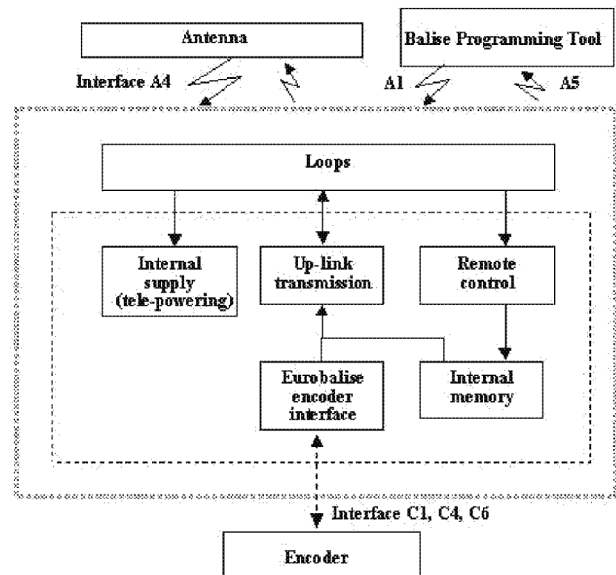 Antenna
Balise Programming Tool
Interface A4
A1
A5
Loops
Internal
supply
(tele-powering)
Up-link
transmission
Remote
control
Eurobalise
encoder
interface
Internal
memory
Interface C1, C4, C6
Encoder